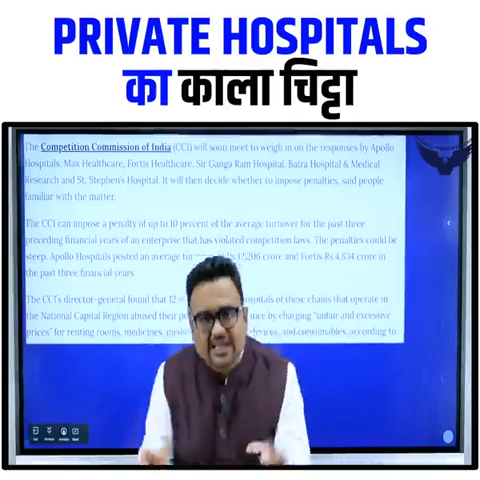 PRIVATE HOSPITALS
का काला चिट्ठा
The Competition Commission of India (CCI) will soon meet to weigh in on the responses by Apollo
Hospitals, Max Healthcare, Fortis Healthcare, Sir Ganga Ram Hospital, Batra Hospital & Medical
Research and St. Stephen's Hospital. It will then decide whether to impose penalties, said people
familiar with the matter.
The CCI can impose a penalty of up to 10 percent of the average turnover for the past three
preceding financial years of an enterprise that has violated competition laws. The penalties could be
steep. Apollo Hospitals posted an average crore and Fortis Rs 4,834 crore in
the past three financial years.
The CCI's director-general found that 12 hospitals of these chains that operate in
the National Capital Region abused their by charging "unfair and excessive
prices" for renting rooms, medicines, devices, and consumables, according to